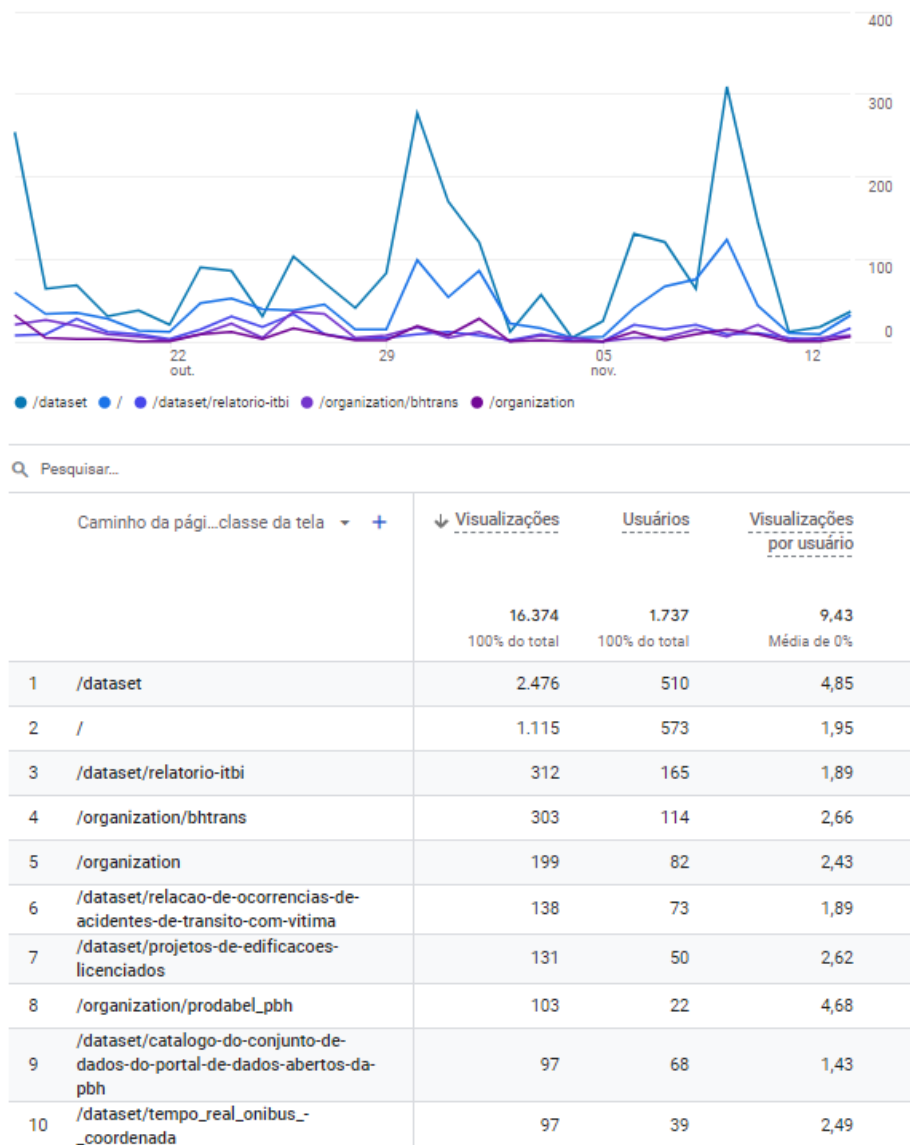 400
300
200
100
0
22
out.
29
05
nov.
12
/dataset / /dataset/relatorio-itbi /organization/bhtrans /organization
Pesquisar...
Caminho da pági...classe da tela + Visualizações Usuários Visualizações
por usuário
16.374 1.737 9,43
100% do total 100% do total Média de 0%
1 /dataset 2.476 510 4,85
2 / 1.115 573 1,95
3 /dataset/relatorio-itbi 312 165 1,89
4 /organization/bhtrans 303 114 2,66
5 /organization 199 82 2,43
/dataset/relacao-de-ocorrencias-de-
6 acidentes-de-transito-com-vitima 138 73 1,89
/dataset/projetos-de-edificacoes-
7 licenciados 131 50 2,62
8 /organization/prodabel_pbh 103 22 4,68
/dataset/catalogo-do-conjunto-de-
9 dados-do-portal-de-dados-abertos-da- 97 68 1,43
pbh
/dataset/tempo_real_onibus_-
10 _coordenada 97 39 2,49